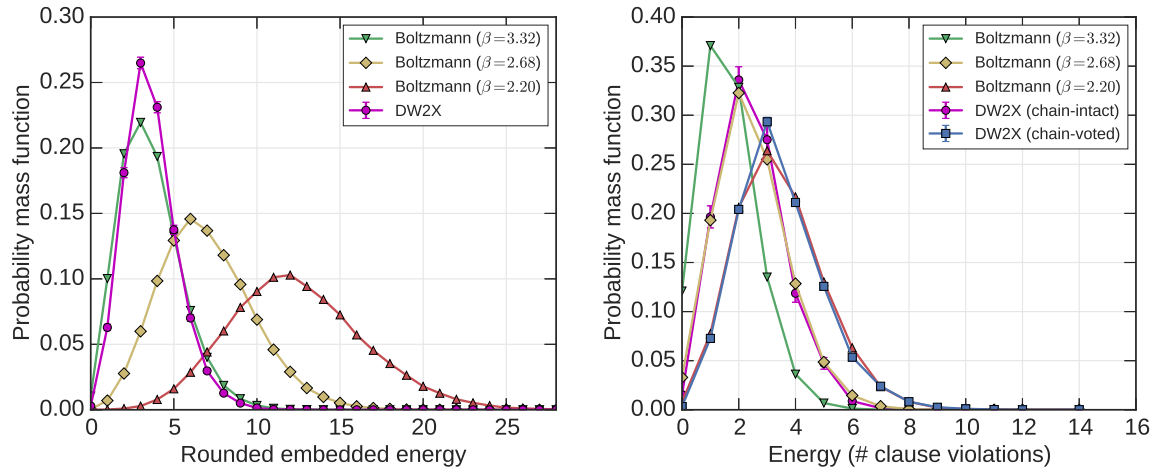 0.30
0.25
0.20
0.15
0.10
0.05
0.00
Probability mass function
0 5 10 15 20 25
Rounded embedded energy
Boltzmann (β=3.32)
Boltzmann (β=2.68)
Boltzmann (β=2.20)
DW2X
0.40
0.35
0.30
0.25
0.20
0.15
0.10
0.05
0.00
Probability mass function
0 2 4 6 8 10 12 14 16
Energy (# clause violations)
Boltzmann (β=3.32)
Boltzmann (β=2.68)
Boltzmann (β=2.20)
DW2X (chain-intact)
DW2X (chain-voted)